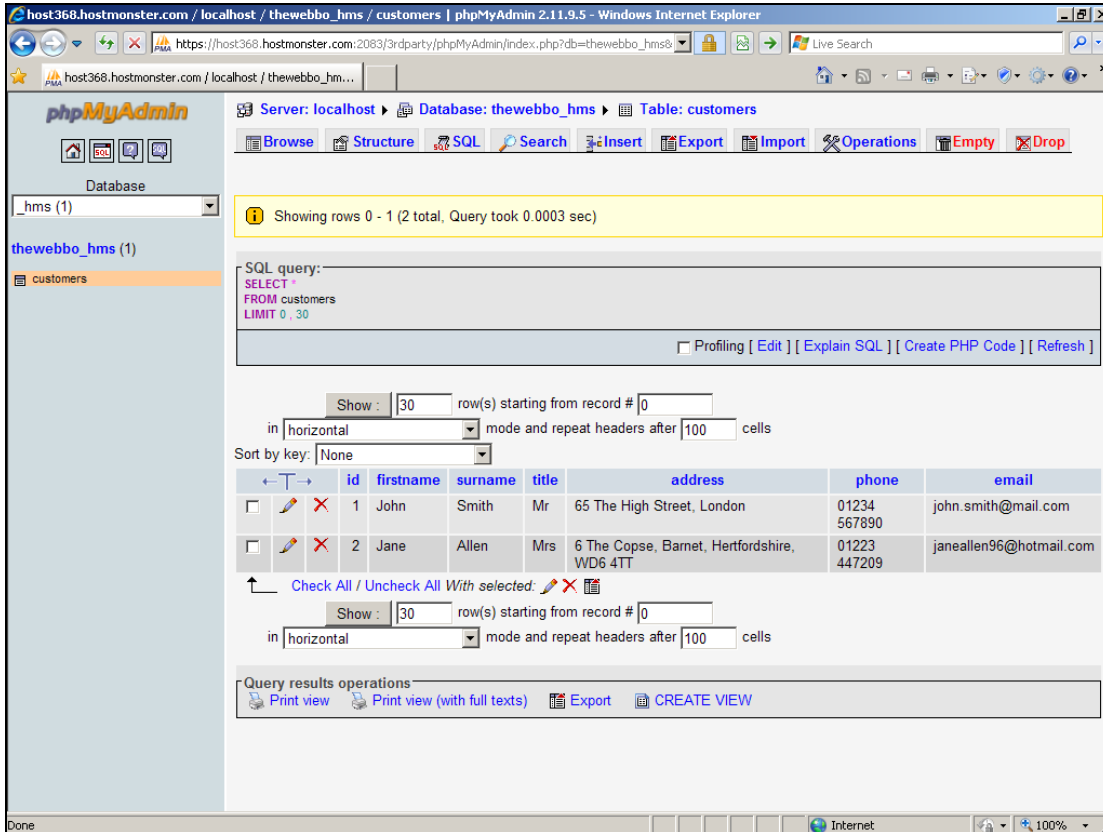 host368.hostmonster.com / localhost / thewebbo_hms / customers | phpMyAdmin 2.11.9.5 - Windows Internet Explorer
https://host368.hostmonster.com:2083/3rdparty/phpMyAdmin/index.php?db=thewebbo_hms&
Live Search
host368.hostmonster.com / localhost / thewebbo_hm...
phpMyAdmin
Server: localhost Database: thewebbo_hms Table: customers
Browse Structure SQL Search Insert Export Import Operations Empty Drop
Database
_hms (1)
Showing rows 0 - 1 (2 total, Query took 0.0003 sec)
thewebbo_hms (1)
customers
SQL query:
SELECT *
FROM customers
LIMIT 0 , 30
Profiling [ Edit ] [ Explain SQL ] [ Create PHP Code ] [ Refresh ]
Show : 30 row(s) starting from record # 0
in horizontal mode and repeat headers after 100 cells
Sort by key: None
←T→ id firstname surname title address phone email
1 John Smith Mr 65 The High Street, London 01234 john.smith@mail.com
567890
2 Jane Allen Mrs 6 The Copse, Barnet, Hertfordshire, 01223 janeallen96@hotmail.com
WD6 4TT 447209
Check All / Uncheck All With selected:
Show : 30 row(s) starting from record # 0
in horizontal mode and repeat headers after 100 cells
Query results operations
Print view Print view (with full texts) Export CREATE VIEW
Done Internet 100%